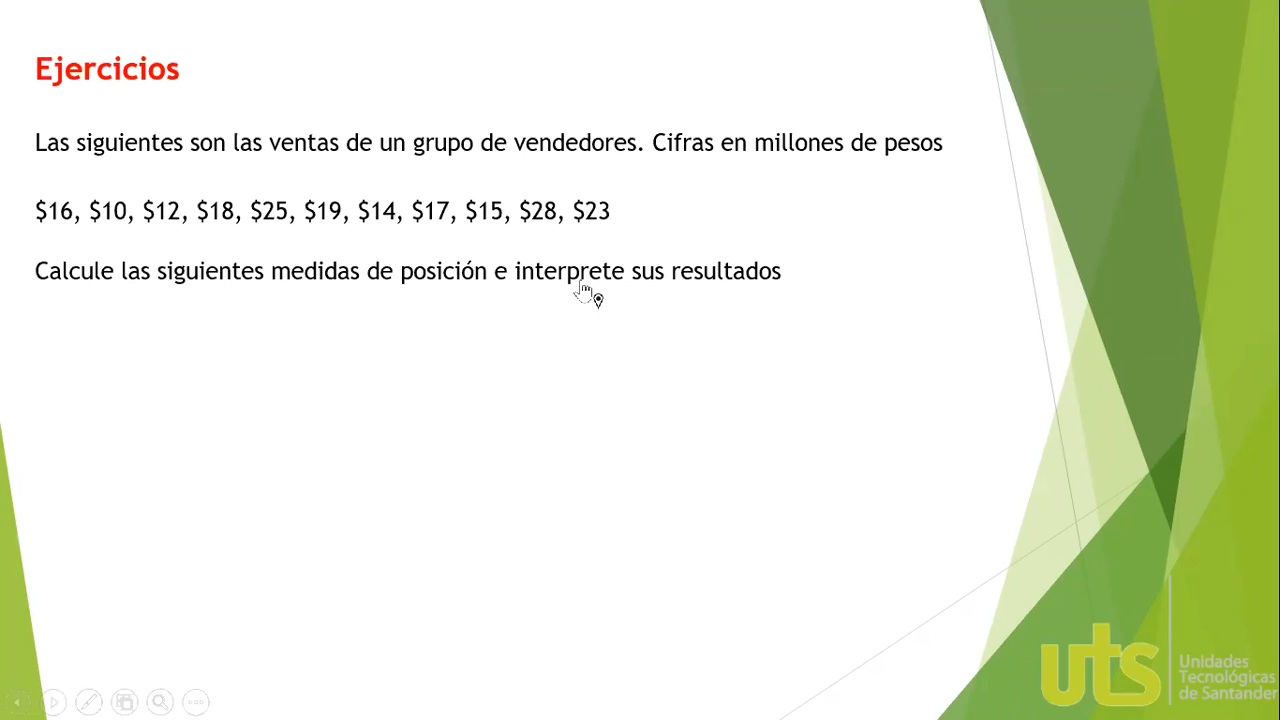 Ejercicios
Las siguientes son las ventas de un grupo de vendedores. Cifras en millones de pesos
$16, $10, $12, $18, $25, $19, $14, $17, $15, $28, $23
Calcule las siguientes medidas de posición e interprete sus resultados
uts
Unidades
Tecnológicas
de Santander